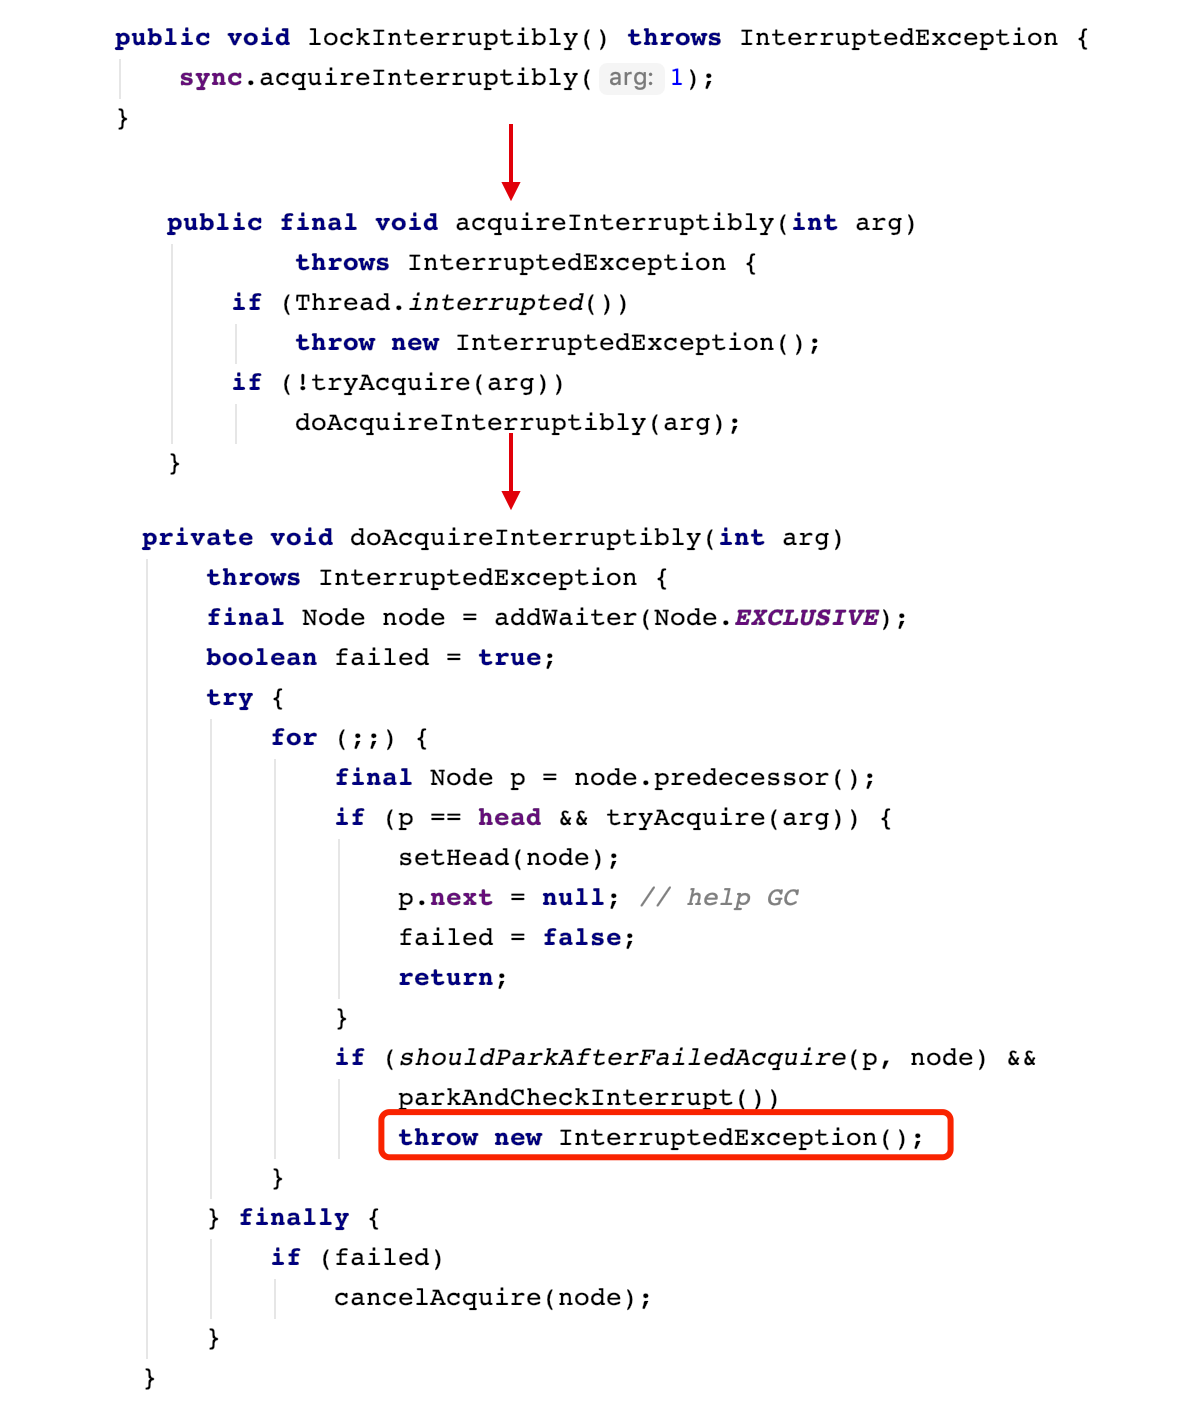 public void lockInterruptibly() throws InterruptedException {
    sync.acquireInterruptibly( arg: 1);
}
public final void acquireInterruptibly(int arg)
        throws InterruptedException {
    if (Thread.interrupted())
        throw new InterruptedException();
    if (!tryAcquire(arg))
        doAcquireInterruptibly(arg);
}
private void doAcquireInterruptibly(int arg)
    throws InterruptedException {
    final Node node = addWaiter(Node.EXCLUSIVE);
    boolean failed = true;
    try {
        for (;;) {
            final Node p = node.predecessor();
            if (p == head && tryAcquire(arg)) {
                setHead(node);
                p.next = null; // help GC
                failed = false;
                return;
            }
            if (shouldParkAfterFailedAcquire(p, node) &&
                parkAndCheckInterrupt())
                throw new InterruptedException();
        }
    } finally {
        if (failed)
            cancelAcquire(node);
    }
}